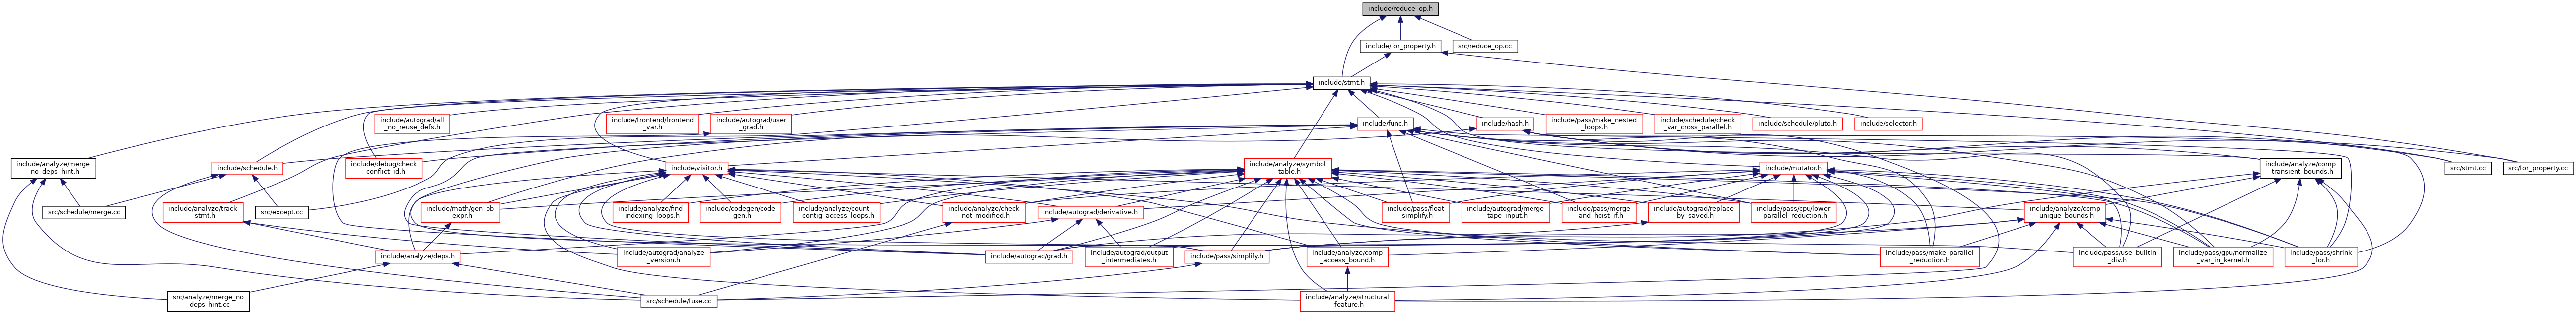 include/reduce_op.h
include/for_property.h
src/reduce_op.cc
include/stmt.h
include/autograd/all
_no_reuse_defs.h
include/frontend/frontend
_var.h
include/autograd/user
_grad.h
include/func.h
include/hash.h
include/pass/make_nested
_loops.h
include/schedule/check
_var_cross_parallel.h
include/schedule/pluto.h
include/selector.h
include/analyze/merge
_no_deps_hint.h
include/schedule.h
include/debug/check
_conflict_id.h
include/visitor.h
include/analyze/symbol
_table.h
include/mutator.h
include/analyze/comp
_transient_bounds.h
src/stmt.cc
src/for_property.cc
src/schedule/merge.cc
include/analyze/track
_stmt.h
src/except.cc
include/math/gen_pb
_expr.h
include/analyze/find
_indexing_loops.h
include/codegen/code
_gen.h
include/analyze/count
_contig_access_loops.h
include/analyze/check
_not_modified.h
include/autograd/derivative.h
include/pass/float
_simplify.h
include/autograd/merge
_tape_input.h
include/pass/merge
_and_hoist_if.h
include/autograd/replace
_by_saved.h
include/pass/cpu/lower
_parallel_reduction.h
include/analyze/comp
_unique_bounds.h
include/analyze/deps.h
include/autograd/analyze
_version.h
include/autograd/grad.h
include/autograd/output
_intermediates.h
include/pass/simplify.h
include/analyze/comp
_access_bound.h
include/pass/make_parallel
_reduction.h
include/pass/use_builtin
_div.h
include/pass/gpu/normalize
_var_in_kernel.h
include/pass/shrink
_for.h
src/analyze/merge_no
_deps_hint.cc
src/schedule/fuse.cc
include/analyze/structural
_feature.h